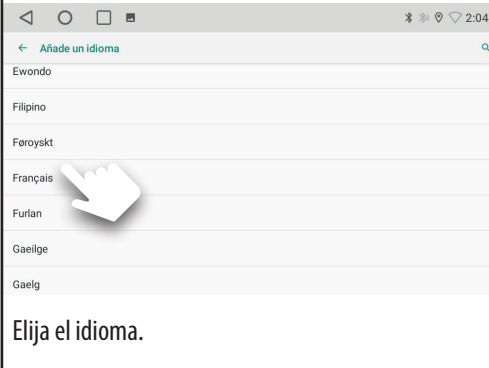 2:04
Añade un idioma
Ewondo
Filipino
Føroyskt
Français
Furlan
Gaeilge
Gaelg
Elija el idioma.